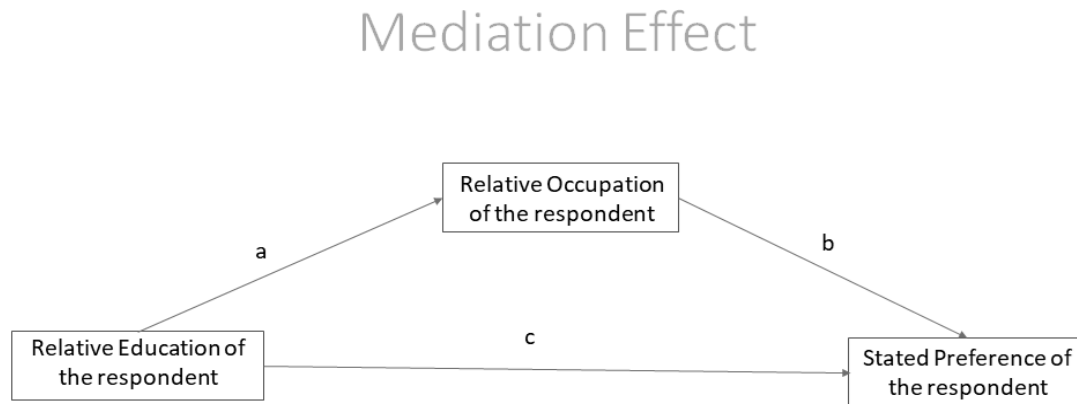 Mediation Effect
Relative Occupation
of the respondent
a
b
c
Relative Education of
the respondent
Stated Preference of
the respondent